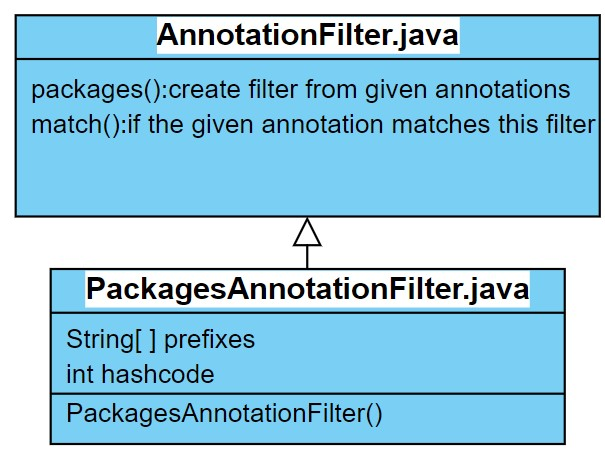 AnnotationFilter.java
packages():create filter from given annotations
match():if the given annotation matches this filter
PackagesAnnotationFilter.java
String[ ] prefixes
int hashcode
PackagesAnnotationFilter()